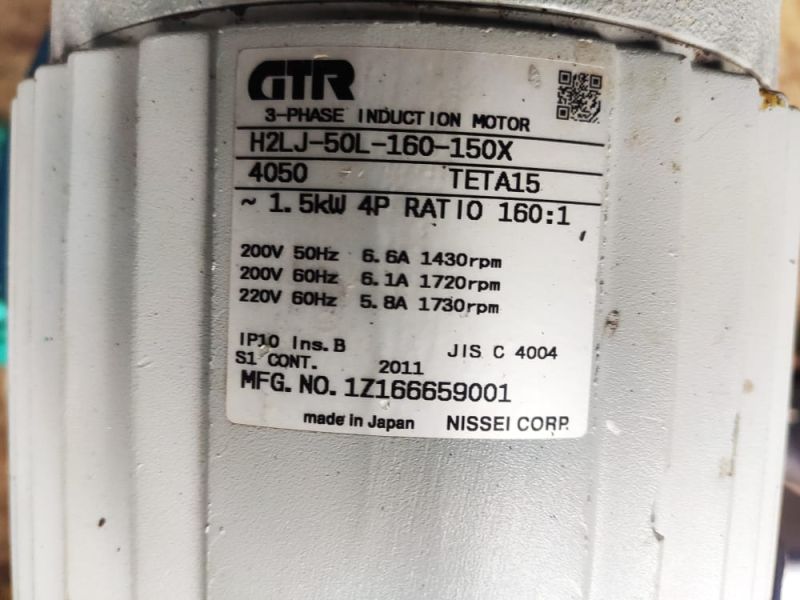 GTR
3-PHASE INDUCTION MOTOR
H2LJ-50L-160-150X
4050 TETA15
~ 1.5kW 4P RATIO 160:1
200V 50Hz 6.6A 1430rpm
200V 60Hz 6.1A 1720rpm
220V 60Hz 5.8A 1730rpm
IP10 Ins.B JIS C 4004
S1 CONT. 2011
MFG.NO.1Z166659001
made in Japan NISSEI CORP.